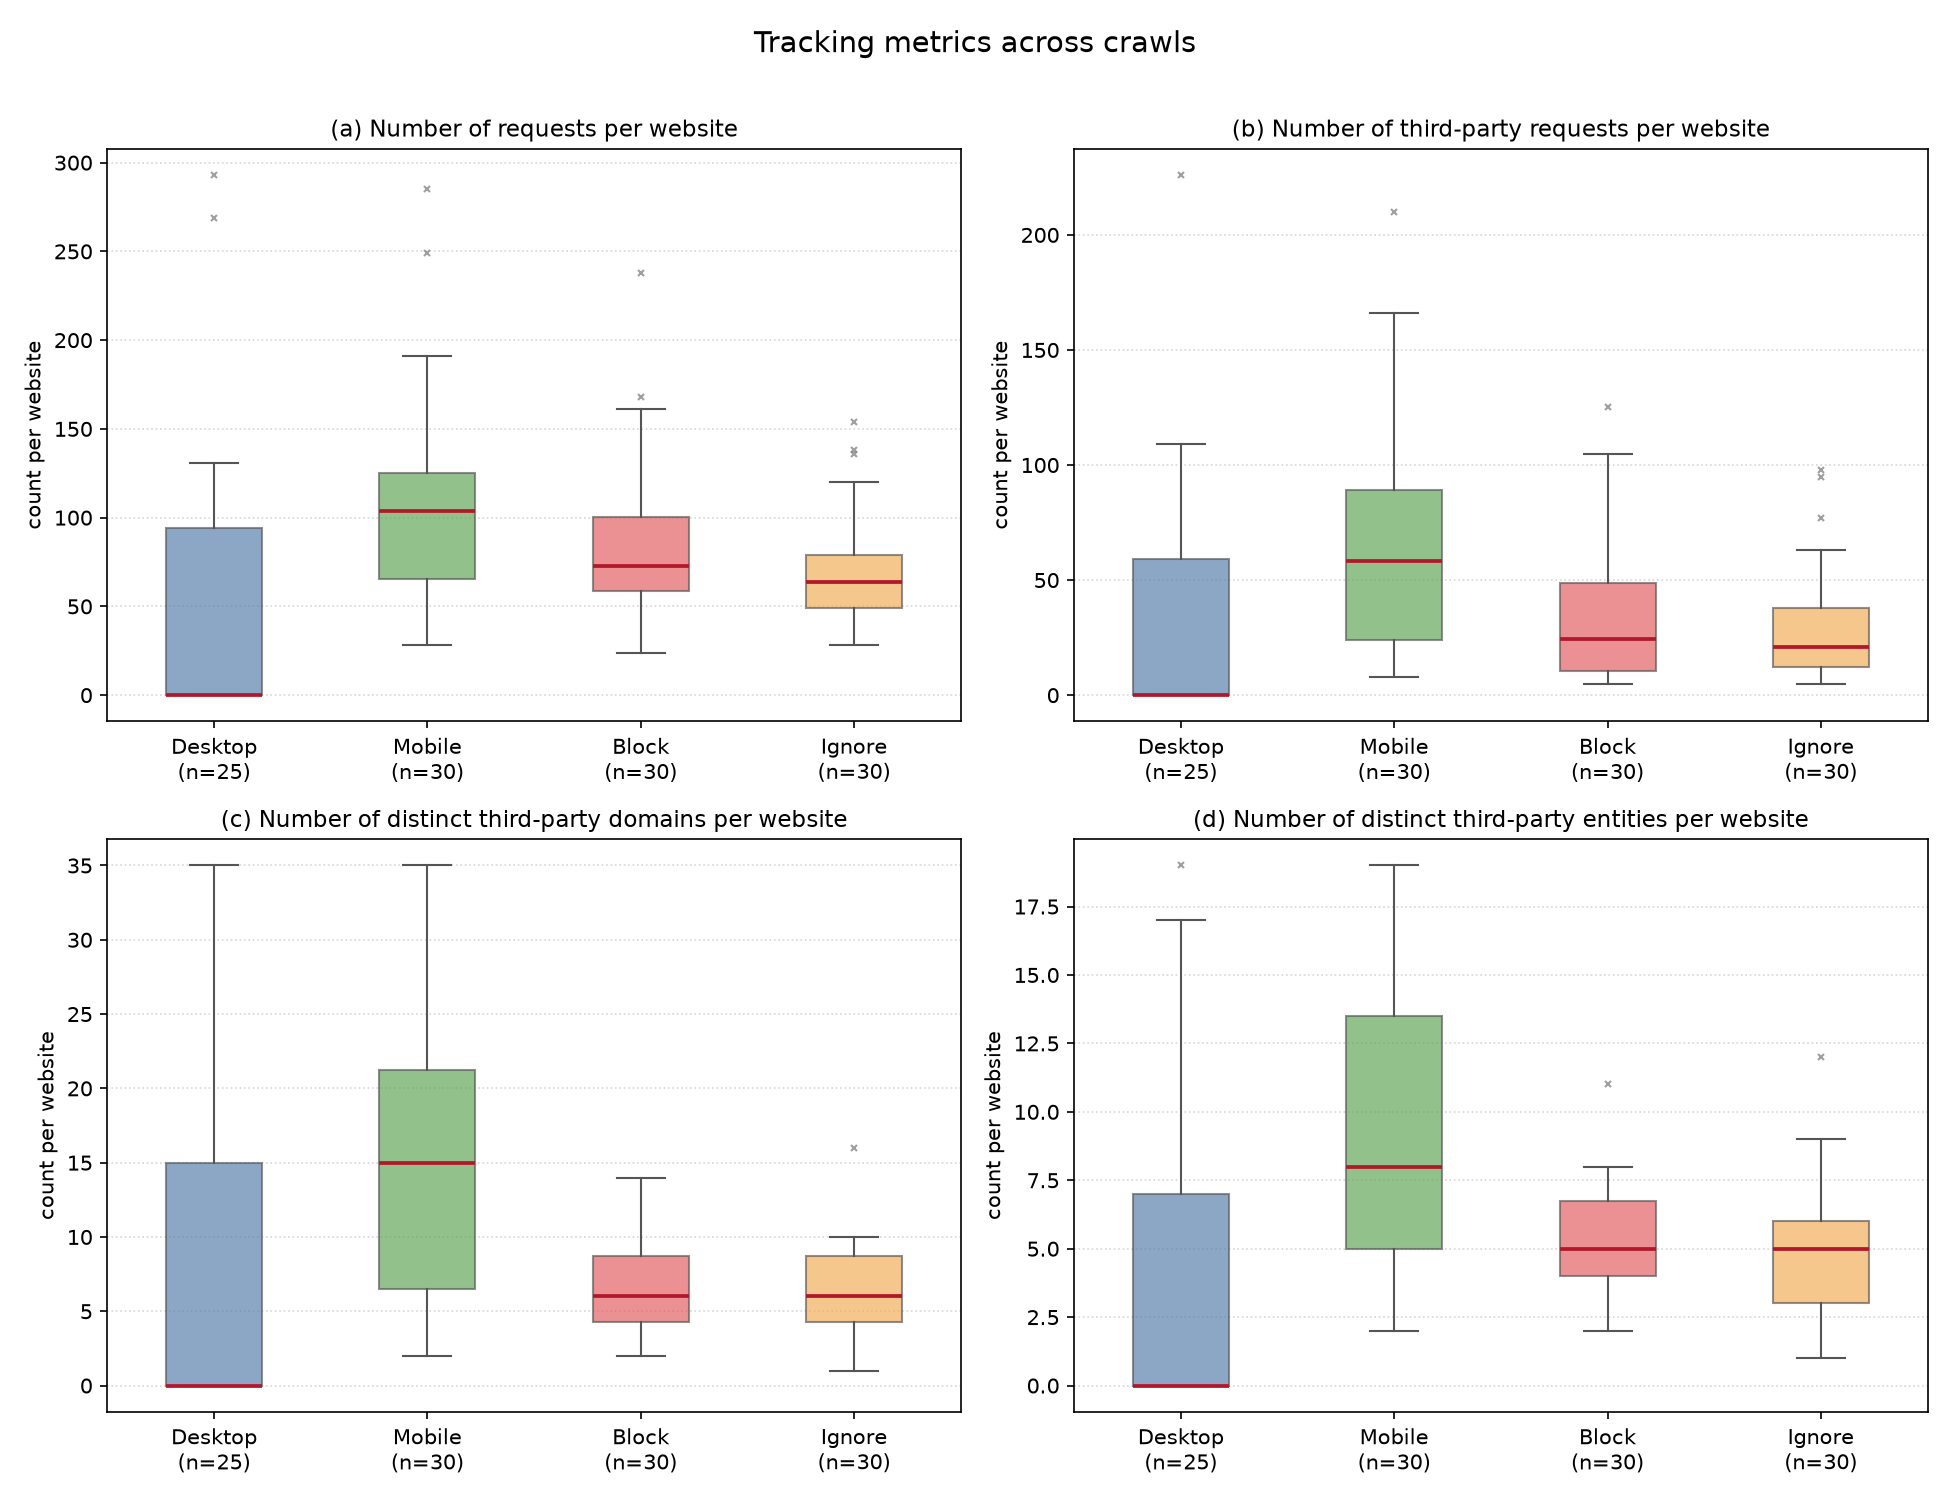 Tracking metrics across crawls
(a) Number of requests per website
count per website
300
250
200
150
100
50
0
Desktop
(n=25)
Mobile
(n=30)
Block
(n=30)
Ignore
(n=30)
(b) Number of third-party requests per website
count per website
200
150
100
50
0
Desktop
(n=25)
Mobile
(n=30)
Block
(n=30)
Ignore
(n=30)
(c) Number of distinct third-party domains per website
count per website
35
30
25
20
15
10
5
0
Desktop
(n=25)
Mobile
(n=30)
Block
(n=30)
Ignore
(n=30)
(d) Number of distinct third-party entities per website
count per website
17.5
15.0
12.5
10.0
7.5
5.0
2.5
0.0
Desktop
(n=25)
Mobile
(n=30)
Block
(n=30)
Ignore
(n=30)